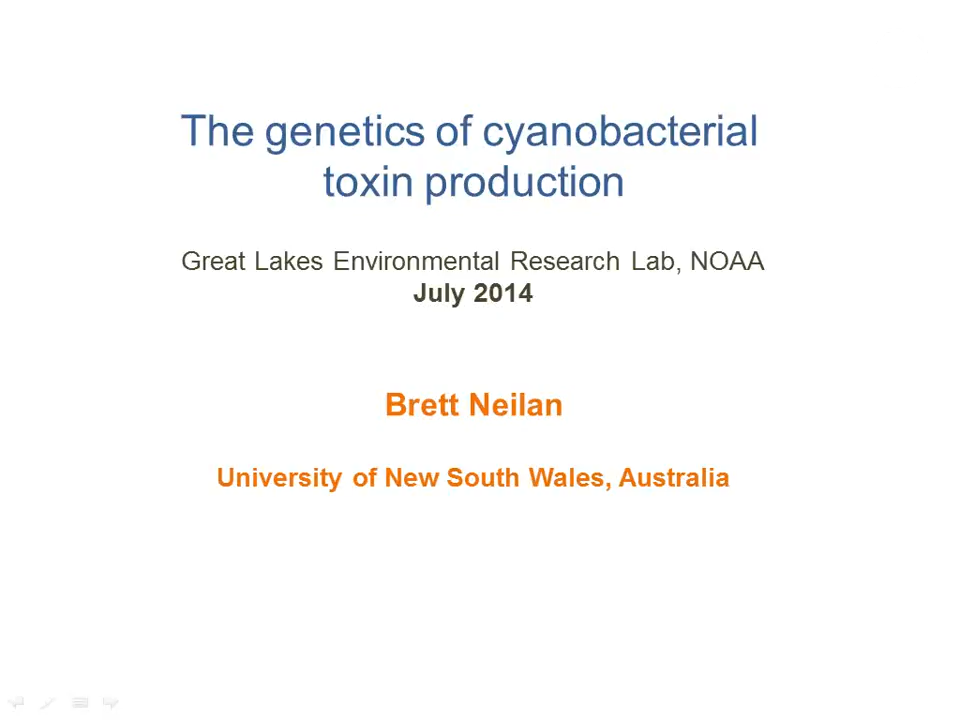 The genetics of cyanobacterial
toxin production
Great Lakes Environmental Research Lab, NOAA
July 2014
Brett Neilan
University of New South Wales, Australia